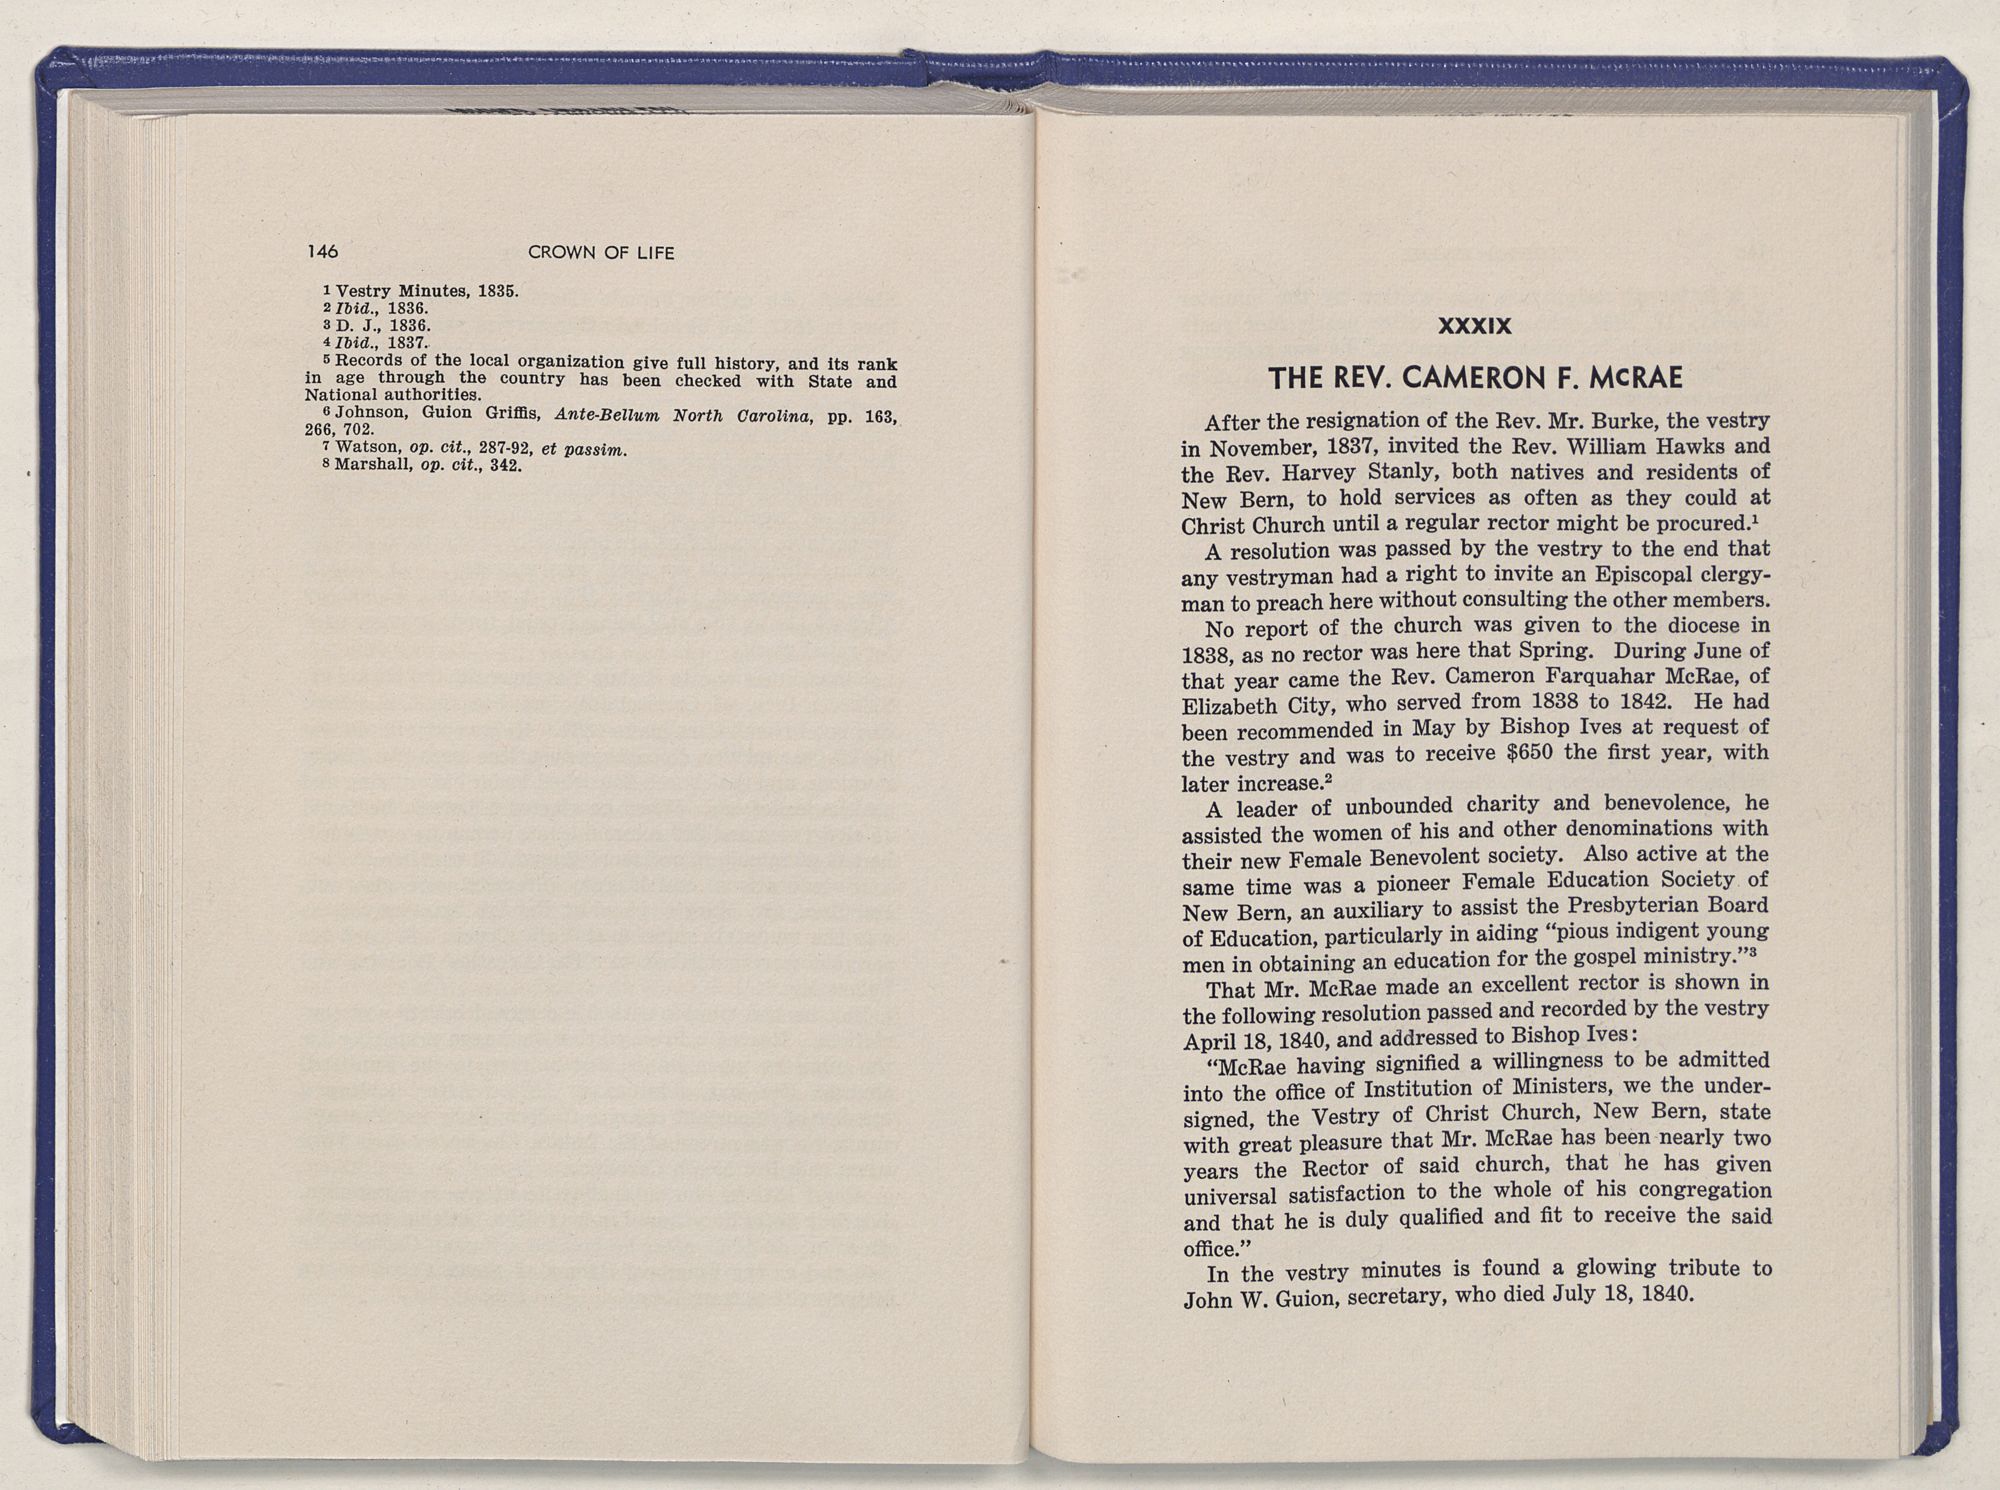 146 CROWN OF LIFE
1 Vestry Minutes, 1835.
2 Ibid., 1836.
3 D. J., 1836.
4 Ibid., 1837.
5 Records of the local organization give full history, and its rank
in age through the country has been checked with State and
National authorities.
6 Johnson, Guion Griffis, Ante-Bellum North Carolina, pp. 163,
266, 702.
7 Watson, op. cit., 287-92, et passim.
8 Marshall, op. cit., 342.
XXXIX
THE REV. CAMERON F. McRAE
After the resignation of the Rev. Mr. Burke, the vestry
in November, 1837, invited the Rev. William Hawks and
the Rev. Harvey Stanly, both natives and residents of
New Bern, to hold services as often as they could at
Christ Church until a regular rector might be procured.¹
A resolution was passed by the vestry to the end that
any vestryman had a right to invite an Episcopal clergy-
man to preach here without consulting the other members.
No report of the church was given to the diocese in
1838, as no rector was here that Spring. During June of
that year came the Rev. Cameron Farquahar McRae, of
Elizabeth City, who served from 1838 to 1842. He had
been recommended in May by Bishop Ives at request of
the vestry and was to receive $650 the first year, with
later increase.²
A leader of unbounded charity and benevolence, he
assisted the women of his and other denominations with
their new Female Benevolent society. Also active at the
same time was a pioneer Female Education Society of
New Bern, an auxiliary to assist the Presbyterian Board
of Education, particularly in aiding “pious indigent young
men in obtaining an education for the gospel ministry.”³
That Mr. McRae made an excellent rector is shown in
the following resolution passed and recorded by the vestry
April 18, 1840, and addressed to Bishop Ives:
“McRae having signified a willingness to be admitted
into the office of Institution of Ministers, we the under-
signed, the Vestry of Christ Church, New Bern, state
with great pleasure that Mr. McRae has been nearly two
years the Rector of said church, that he has given
universal satisfaction to the whole of his congregation
and that he is duly qualified and fit to receive the said
office.”
In the vestry minutes is found a glowing tribute to
John W. Guion, secretary, who died July 18, 1840.